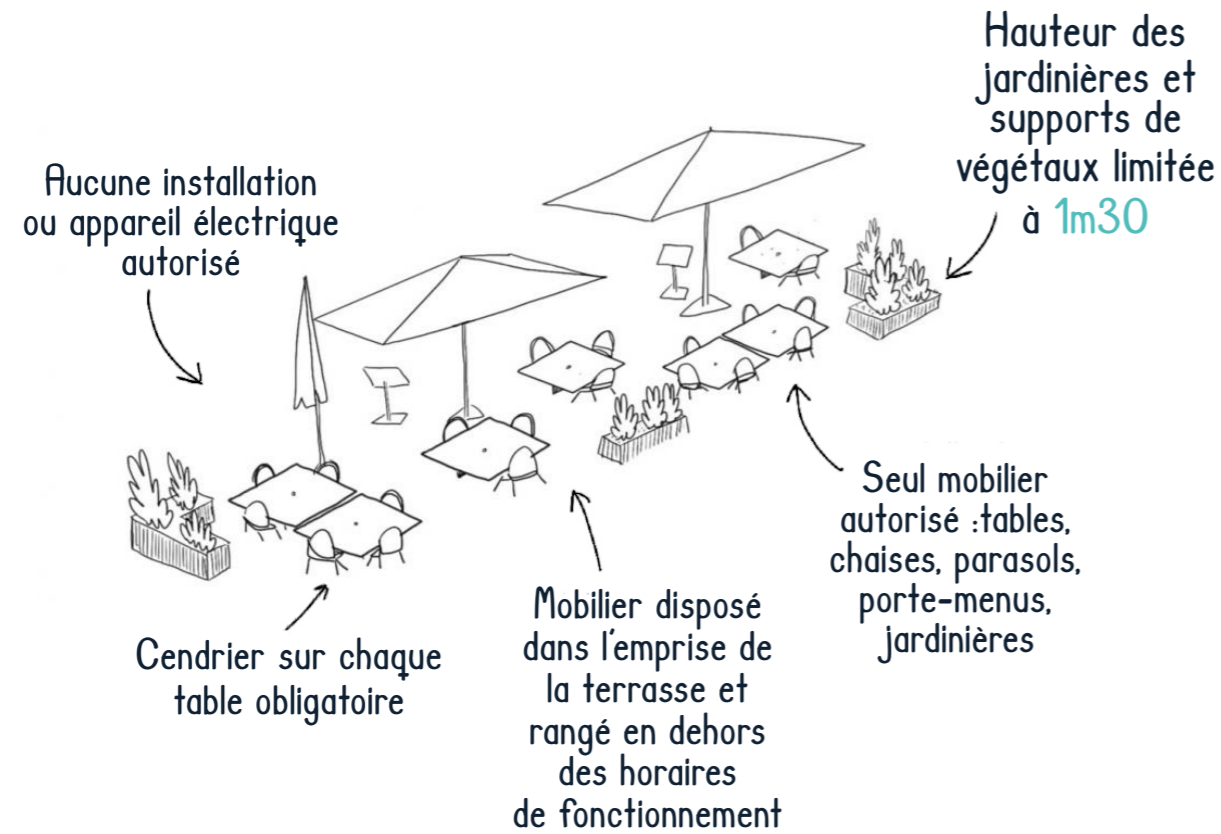 Hauteur des
jardinières et
supports de
végétaux limitée
à 1m30
Aucune installation
ou appareil électrique
autorisé
Seul mobilier
autorisé :tables,
chaises, parasols,
porte-menus,
jardinières
Mobilier disposé
dans l'emprise de
la terrasse et
rangé en dehors
des horaires
de fonctionnement
Cendrier sur chaque
table obligatoire